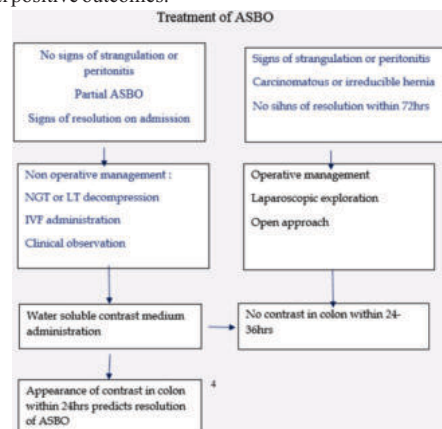 positive outcomes.
Treatment of ASBO
No signs of strangulation or
peritonitis
Partial ASBO
Signs of resolution on admission
Signs of strangulation or peritonitis
Carcinomatous or irreducible hernia
No sihns of resolution within 72hrs
Non operative management :
NGT or LT decompression
IVF administration
Clinical observation
Operative management
Laparoscopic exploration
Open approach
Water soluble contrast medium
administration
No contrast in colon within 24-
36hrs
4
Appearance of contrast in colon
within 24hrs predicts resolution
of ASBO